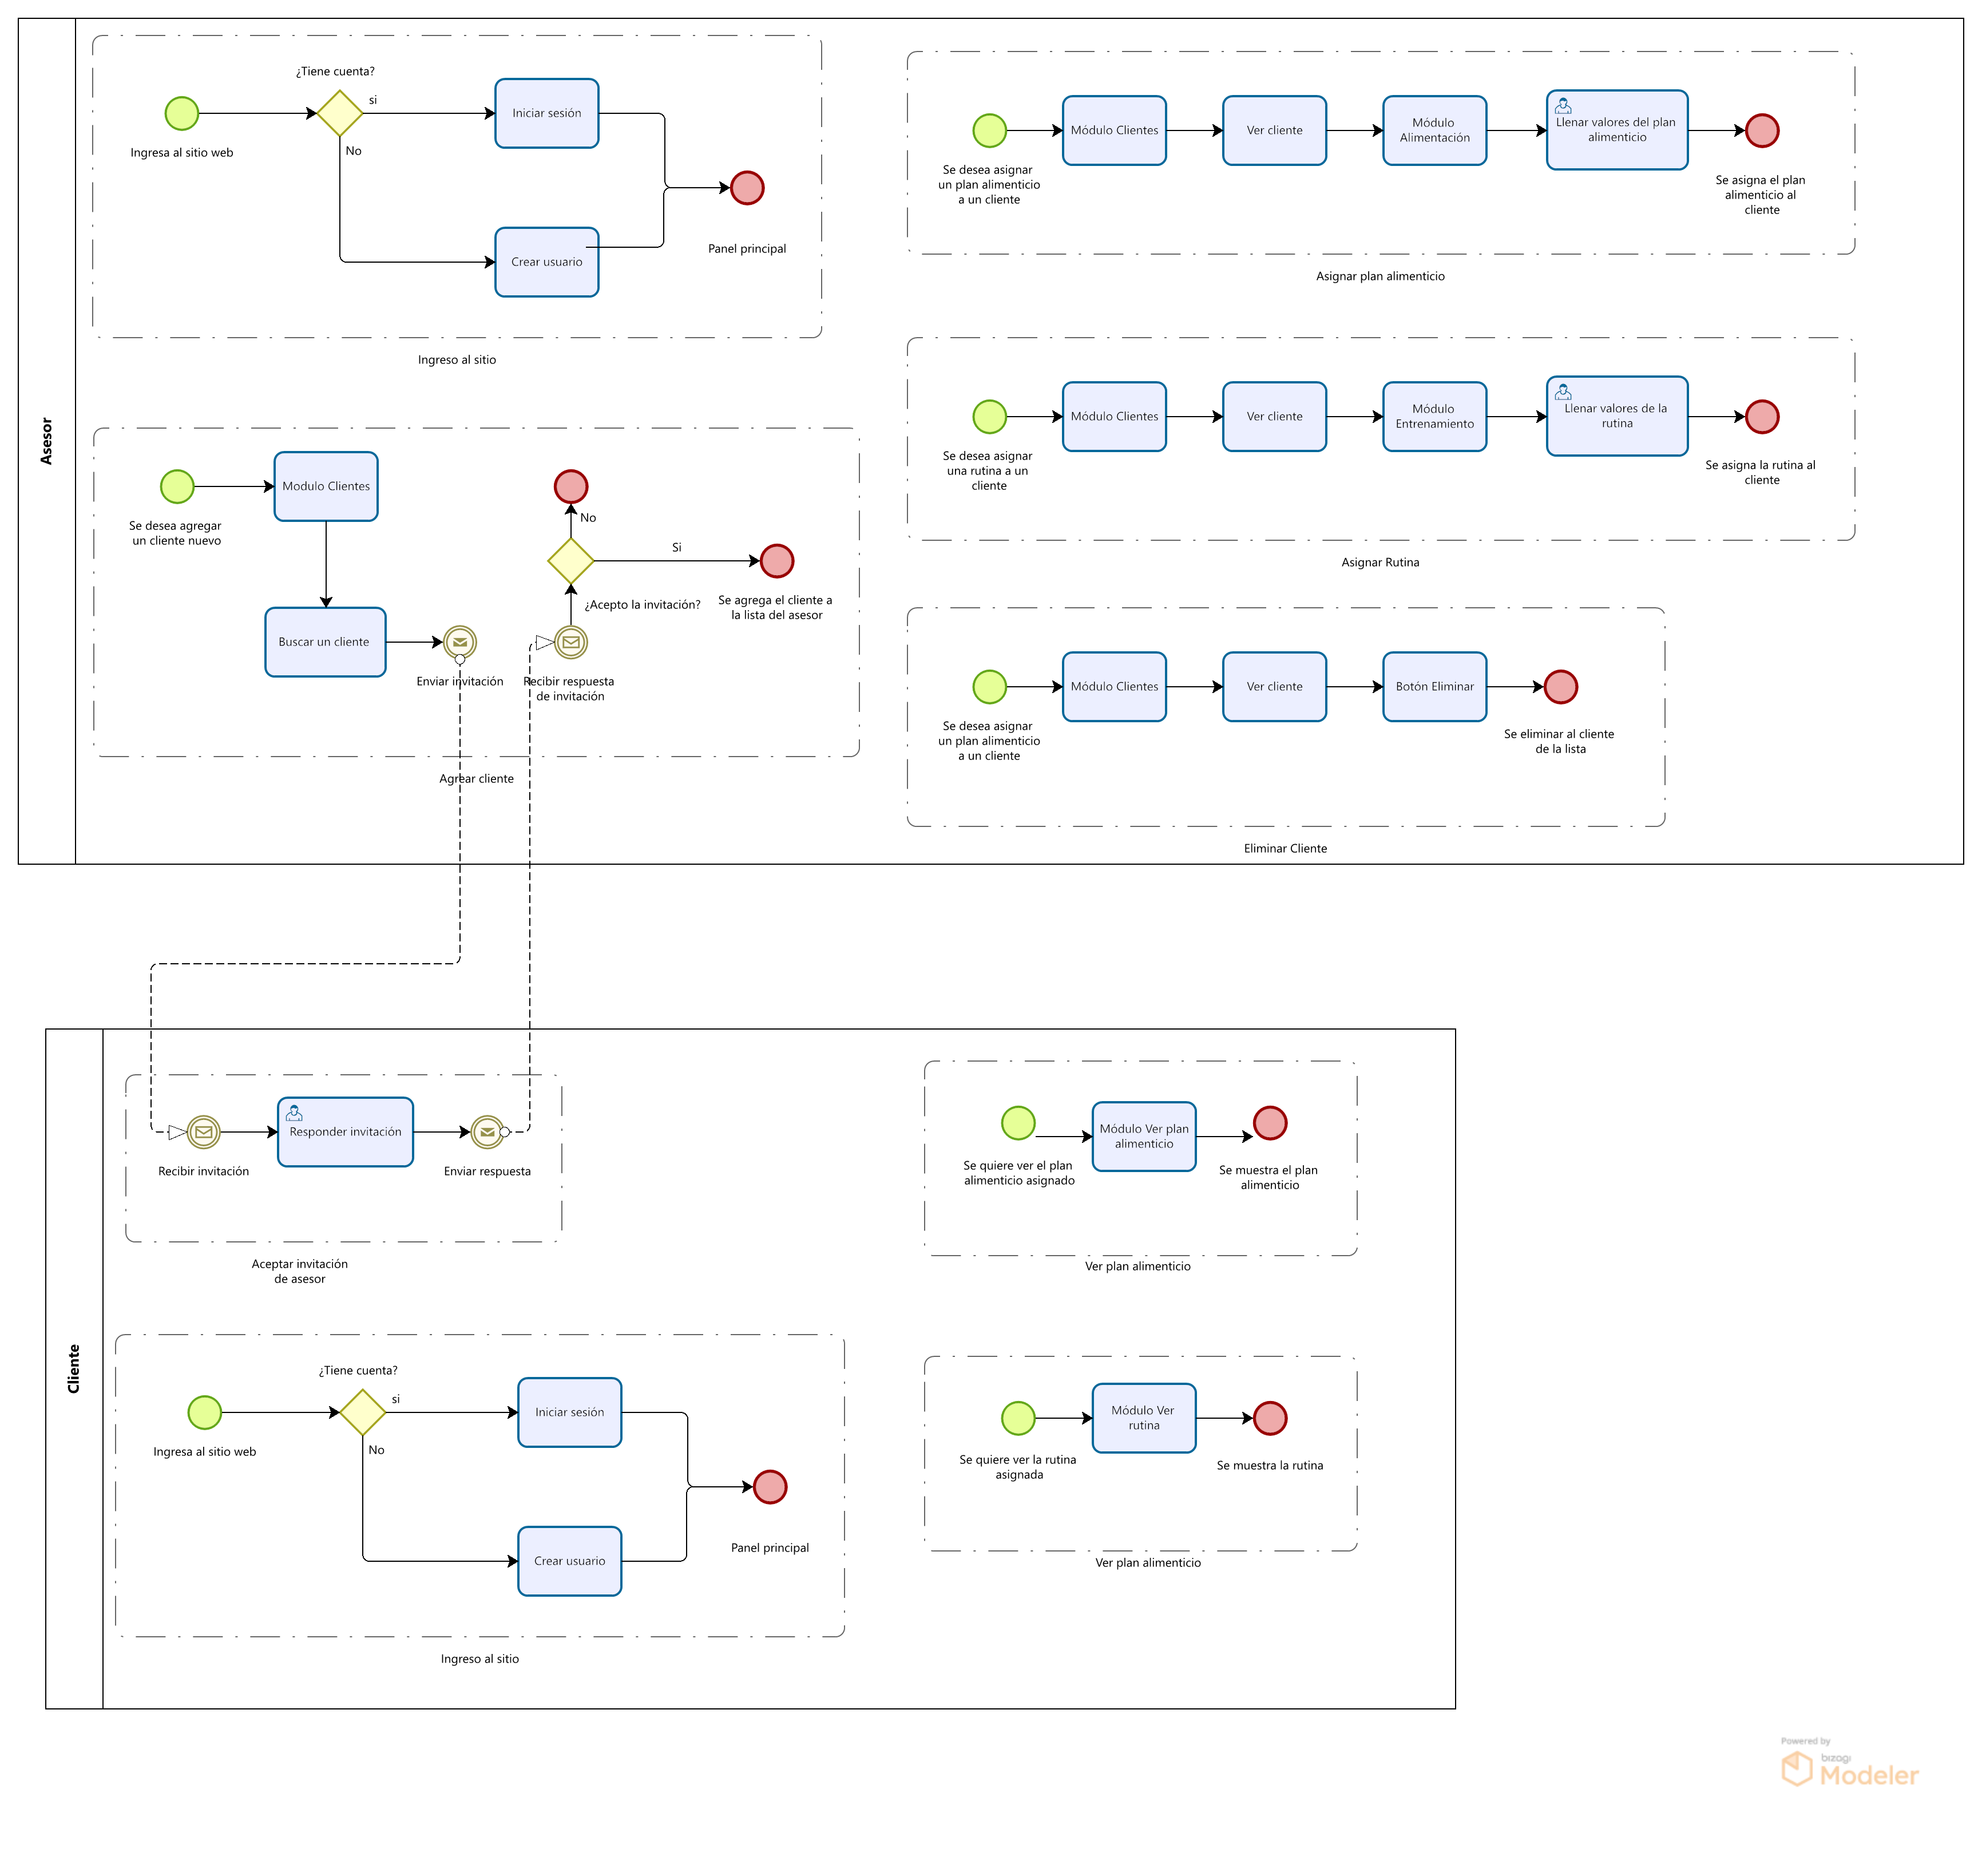 Asesor
¿Tiene cuenta?
si
No
Ingresa al sitio web
Iniciar sesión
Crear usuario
Panel principal
Ingreso al sitio
Se desea agregar
un cliente nuevo
Modulo Clientes
Buscar un cliente
Enviar invitación
Recibir respuesta
de invitación
¿Acepto la invitación?
No
Si
Se agrega el cliente a
la lista del asesor
Agrear cliente
Se desea asignar
un plan alimenticio
a un cliente
Módulo Clientes
Ver cliente
Módulo
Alimentación
Llenar valores del plan
alimenticio
Se asigna el plan
alimenticio al
cliente
Asignar plan alimenticio
Se desea asignar
una rutina a un
cliente
Módulo Clientes
Ver cliente
Módulo
Entrenamiento
Llenar valores de la
rutina
Se asigna la rutina al
cliente
Asignar Rutina
Se desea asignar
un plan alimenticio
a un cliente
Módulo Clientes
Ver cliente
Botón Eliminar
Se eliminar al cliente
de la lista
Eliminar Cliente
Cliente
Recibir invitación
Responder invitación
Enviar respuesta
Aceptar invitación
de asesor
¿Tiene cuenta?
si
No
Ingresa al sitio web
Iniciar sesión
Crear usuario
Panel principal
Ingreso al sitio
Se quiere ver el plan
alimenticio asignado
Módulo Ver plan
alimenticio
Se muestra el plan
alimenticio
Ver plan alimenticio
Se quiere ver la rutina
asignada
Módulo Ver
rutina
Se muestra la rutina
Ver plan alimenticio
Powered by
bizagi
Modeler